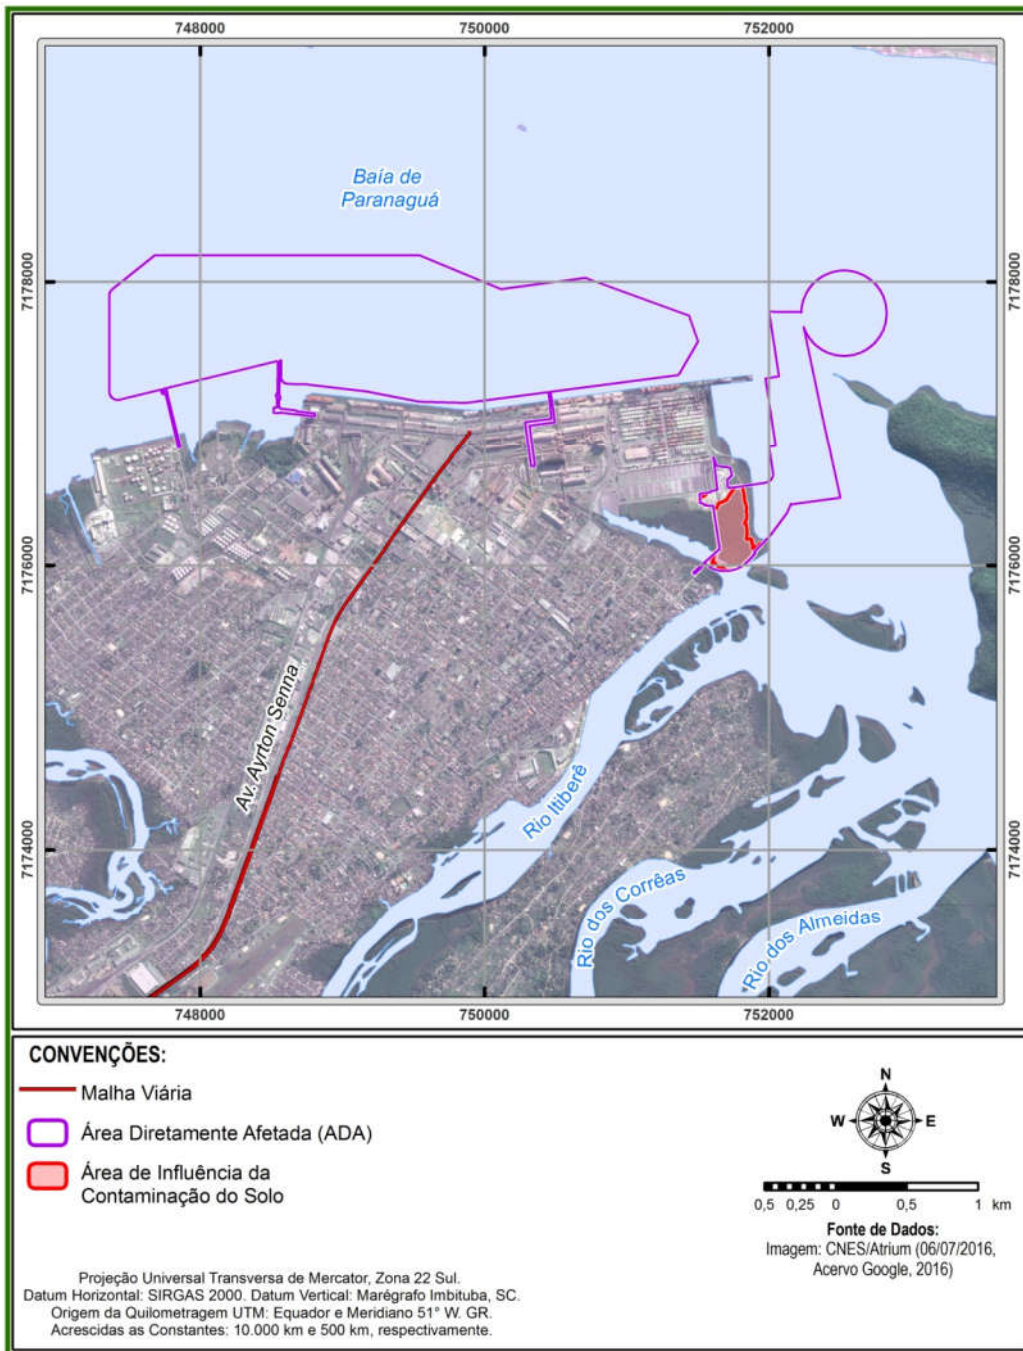 748000 750000 752000
Baía de
Paranaguá
7178000 7178000
7176000 7176000
Av. Ayrton Senna
Rio Itiberê
7174000 7174000
Rio dos Corrêas
Rio dos Almeidas
748000 750000 752000
CONVENÇÕES:
Malha Viária
Área Diretamente Afetada (ADA)
Área de Influência da
Contaminação do Solo
N
W E
S
0,5 0,25 0 0,5 1 km
Fonte de Dados:
Imagem: CNES/Atrium (06/07/2016,
Acervo Google, 2016)
Projeção Universal Transversa de Mercator, Zona 22 Sul.
Datum Horizontal: SIRGAS 2000. Datum Vertical: Marégrafo Imbituba, SC.
Origem da Quilometragem UTM: Equador e Meridiano 51° W. GR.
Acrescidas as Constantes: 10.000 km e 500 km, respectivamente.